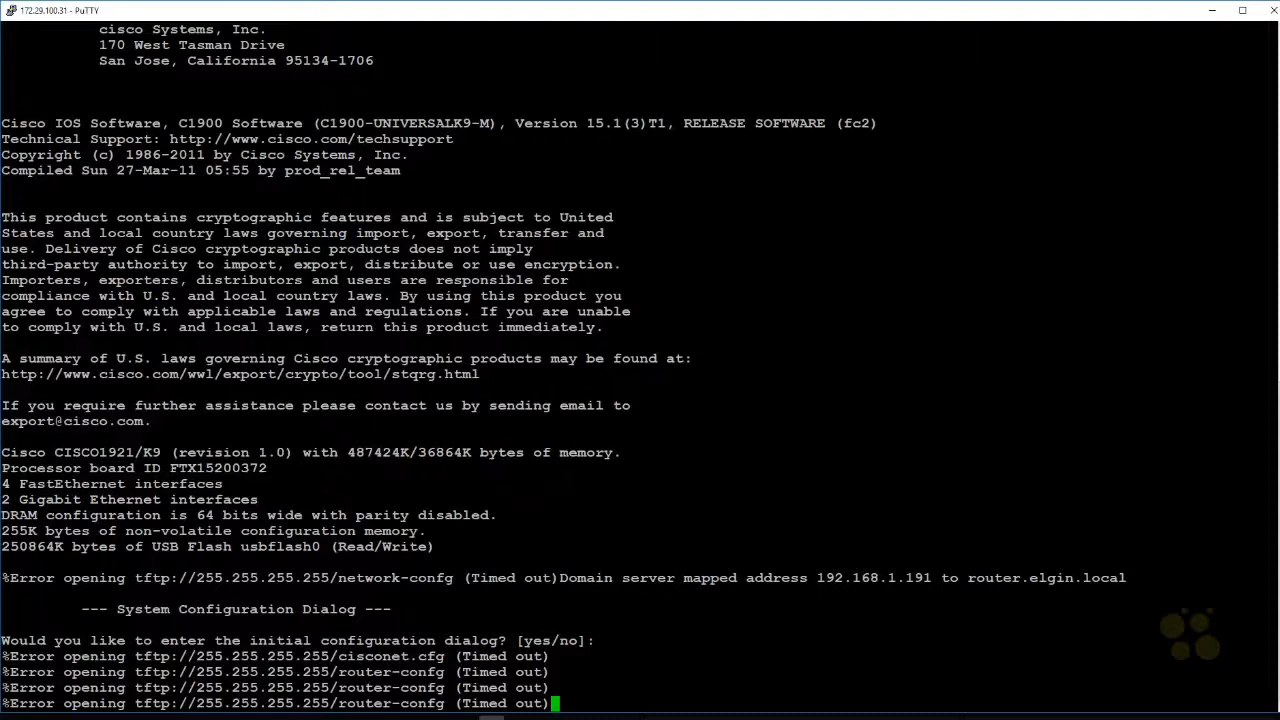 172.29.100.31 - PuTTY
cisco Systems, Inc.
170 West Tasman Drive
San Jose, California 95134-1706
Cisco IOS Software, C1900 Software (C1900-UNIVERSALK9-M), Version 15.1(3)T1, RELEASE SOFTWARE (fc2)
Technical Support: http://www.cisco.com/techsupport
Copyright (c) 1986-2011 by Cisco Systems, Inc.
Compiled Sun 27-Mar-11 05:55 by prod_rel_team
This product contains cryptographic features and is subject to United
States and local country laws governing import, export, transfer and
use. Delivery of Cisco cryptographic products does not imply
third-party authority to import, export, distribute or use encryption.
Importers, exporters, distributors and users are responsible for
compliance with U.S. and local country laws. By using this product you
agree to comply with applicable laws and regulations. If you are unable
to comply with U.S. and local laws, return this product immediately.
A summary of U.S. laws governing Cisco cryptographic products may be found at:
http://www.cisco.com/wwl/export/crypto/tool/stqrg.html
If you require further assistance please contact us by sending email to
export@cisco.com.
Cisco CISCO1921/K9 (revision 1.0) with 487424K/36864K bytes of memory.
Processor board ID FTX15200372
4 FastEthernet interfaces
2 Gigabit Ethernet interfaces
DRAM configuration is 64 bits wide with parity disabled.
255K bytes of non-volatile configuration memory.
250864K bytes of USB Flash usbflash0 (Read/Write)
%Error opening tftp://255.255.255.255/network-confg (Timed out)Domain server mapped address 192.168.1.191 to router.elgin.local
--- System Configuration Dialog ---
Would you like to enter the initial configuration dialog? [yes/no]:
%Error opening tftp://255.255.255.255/cisconet.cfg (Timed out)
%Error opening tftp://255.255.255.255/router-confg (Timed out)
%Error opening tftp://255.255.255.255/router-confg (Timed out)
%Error opening tftp://255.255.255.255/router-confg (Timed out)